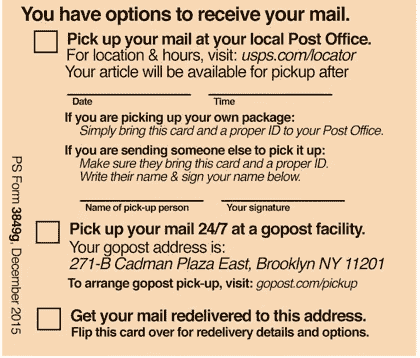 You have options to receive your mail.
Pick up your mail at your local Post Office.
For location & hours, visit: usps.com/locator
Your article will be available for pickup after
Date Time
If you are picking up your own package:
Simply bring this card and a proper ID to your Post Office.
If you are sending someone else to pick it up:
Make sure they bring this card and a proper ID.
Write their name & sign your name below.
Name of pick-up person Your signature
Pick up your mail 24/7 at a gopost facility.
Your gopost address is:
271-B Cadman Plaza East, Brooklyn NY 11201
To arrange gopost pick-up, visit: gopost.com/pickup
Get your mail redelivered to this address.
Flip this card over for redelivery details and options.
PS Form 3849g, December 2015